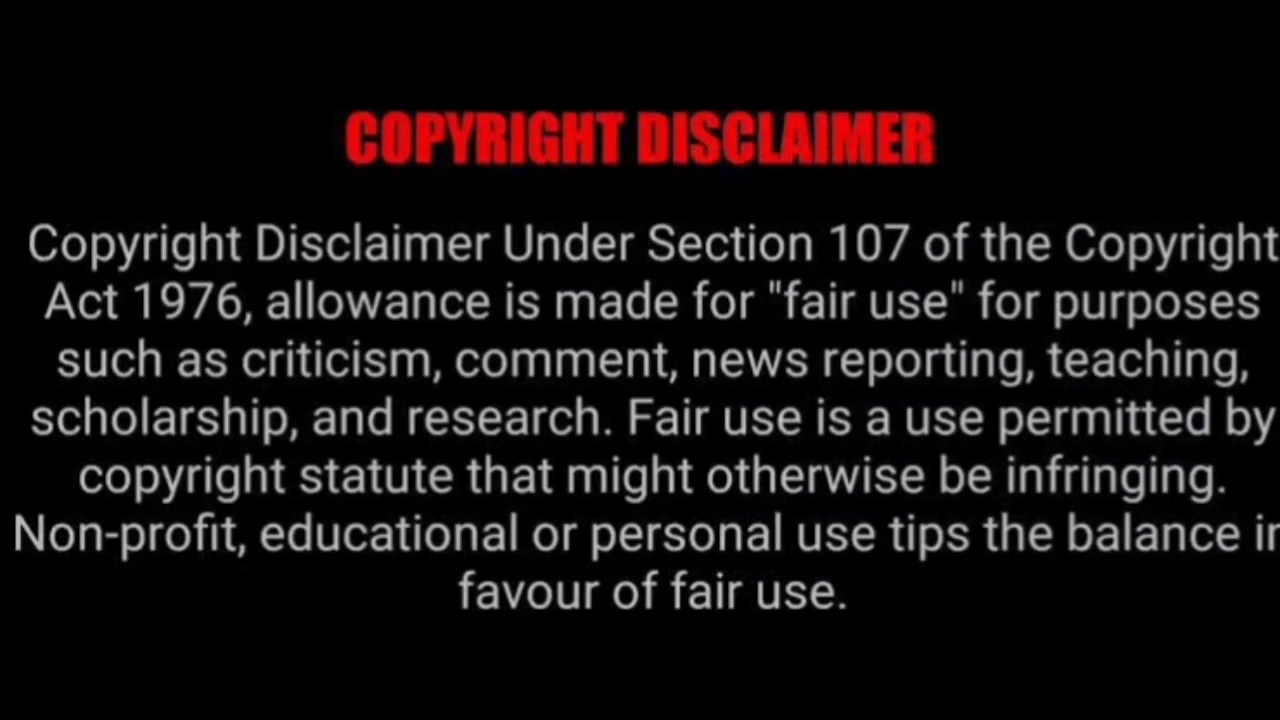 COPYRIGHT DISCLAIMER
Copyright Disclaimer Under Section 107 of the Copyright
Act 1976, allowance is made for "fair use" for purposes
such as criticism, comment, news reporting, teaching,
scholarship, and research. Fair use is a use permitted by
copyright statute that might otherwise be infringing.
Non-profit, educational or personal use tips the balance in
favour of fair use.